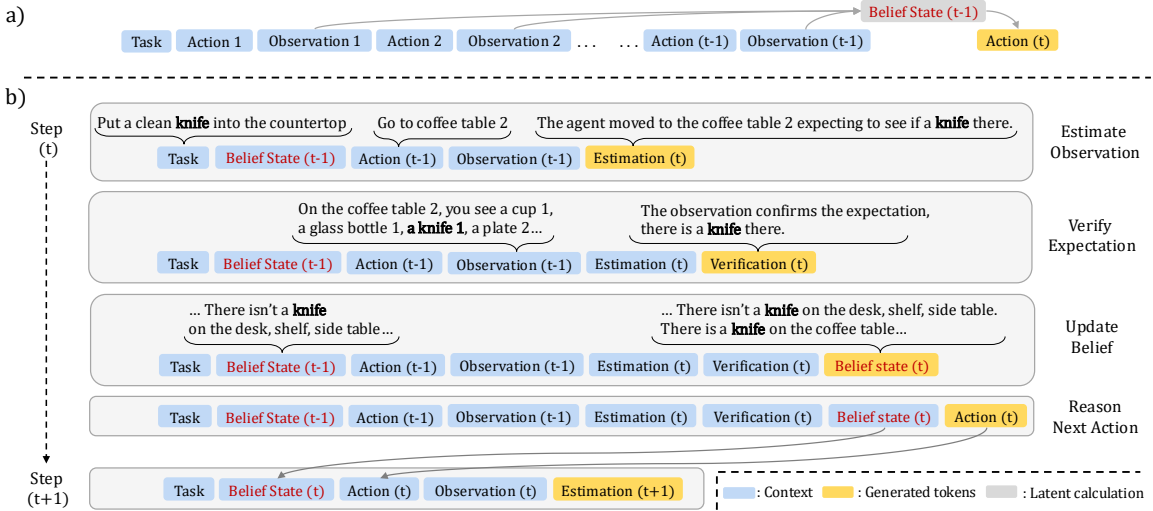 a)
Belief State (t-1)
Task Action 1 Observation 1 Action 2 Observation 2 ... ... Action (t-1) Observation (t-1) Action (t)
b)
Step
(t)
Put a clean knife into the countertop Go to coffee table 2 The agent moved to the coffee table 2 expecting to see if a knife there.
Task Belief State (t-1) Action (t-1) Observation (t-1) Estimation (t)
Estimate
Observation
On the coffee table 2, you see a cup 1,
a glass bottle 1, a knife 1, a plate 2...
The observation confirms the expectation,
there is a knife there.
Task Belief State (t-1) Action (t-1) Observation (t-1) Estimation (t) Verification (t)
Verify
Expectation
... There isn't a knife
on the desk, shelf, side table...
... There isn't a knife on the desk, shelf, side table.
There is a knife on the coffee table...
Task Belief State (t-1) Action (t-1) Observation (t-1) Estimation (t) Verification (t) Belief state (t)
Update
Belief
Task Belief State (t-1) Action (t-1) Observation (t-1) Estimation (t) Verification (t) Belief state (t) Action (t)
Reason
Next Action
Step
(t+1)
Task Belief State (t) Action (t) Observation (t) Estimation (t+1)
: Context : Generated tokens : Latent calculation